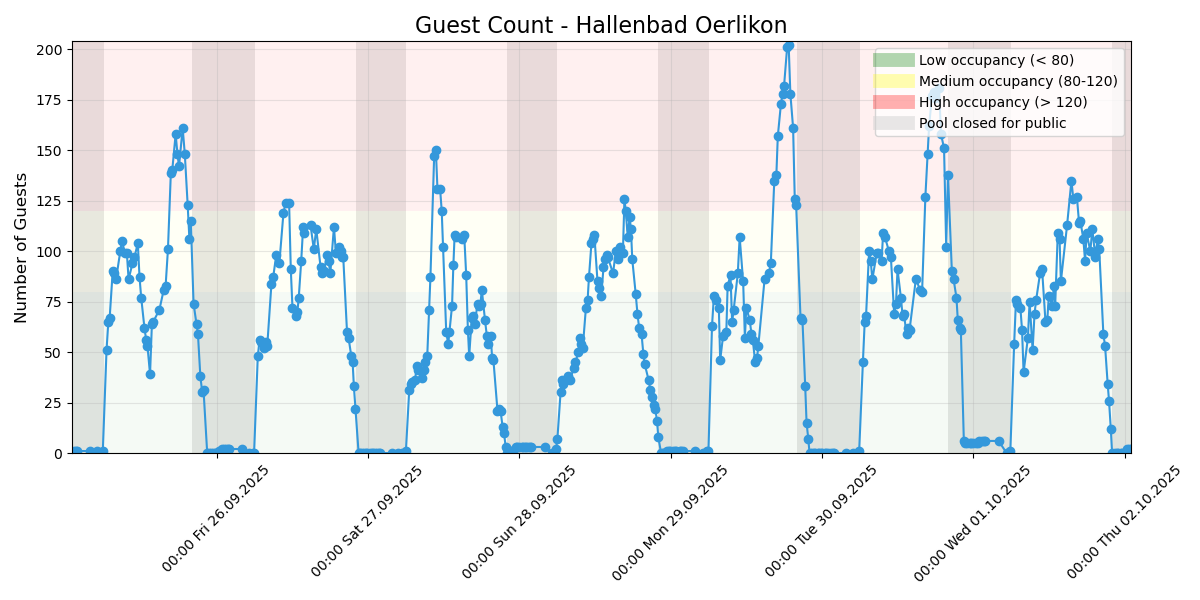 Guest Count - Hallenbad Oerlikon
Number of Guests
200
175
150
125
100
75
50
25
0
Low occupancy (< 80)
Medium occupancy (80-120)
High occupancy (> 120)
Pool closed for public
00:00 Fri 26.09.2025
00:00 Sat 27.09.2025
00:00 Sun 28.09.2025
00:00 Mon 29.09.2025
00:00 Tue 30.09.2025
00:00 Wed 01.10.2025
00:00 Thu 02.10.2025